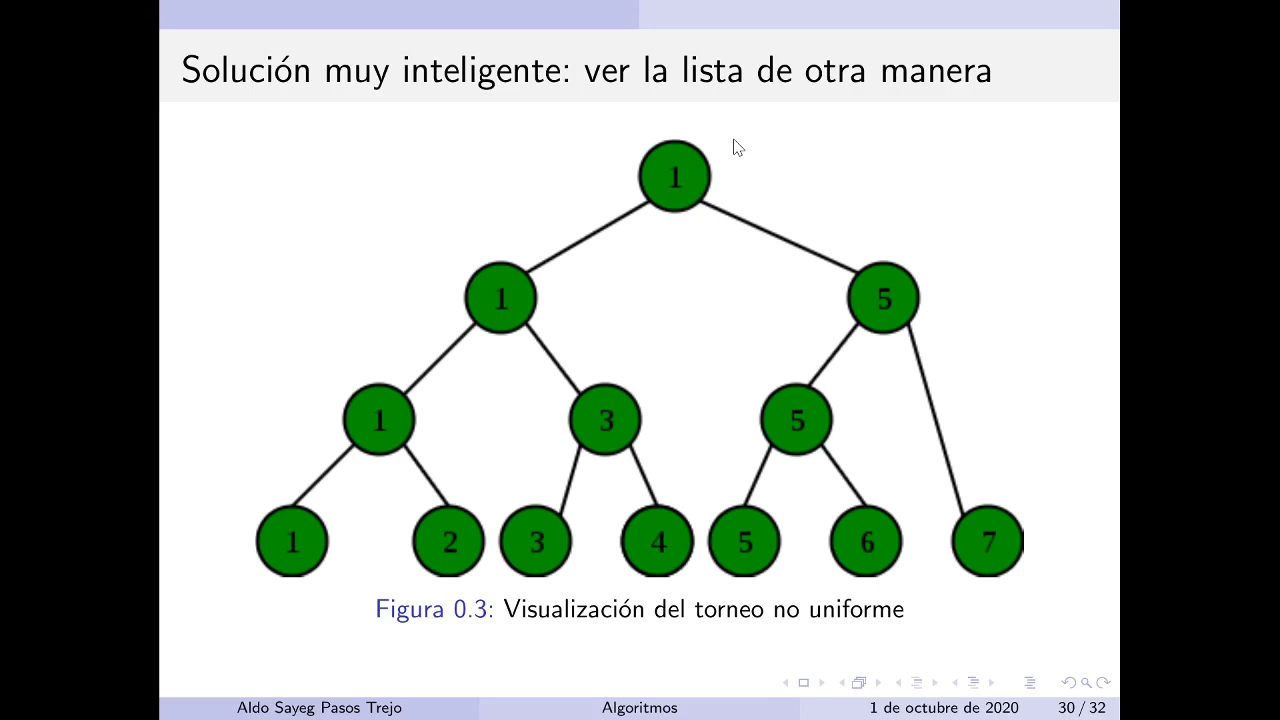 Solución muy inteligente: ver la lista de otra manera
1
1 5
1 3 5
1 2 3 4 5 6 7
Figura 0.3: Visualización del torneo no uniforme
Aldo Sayeg Pasos Trejo Algoritmos 1 de octubre de 2020 30 / 32